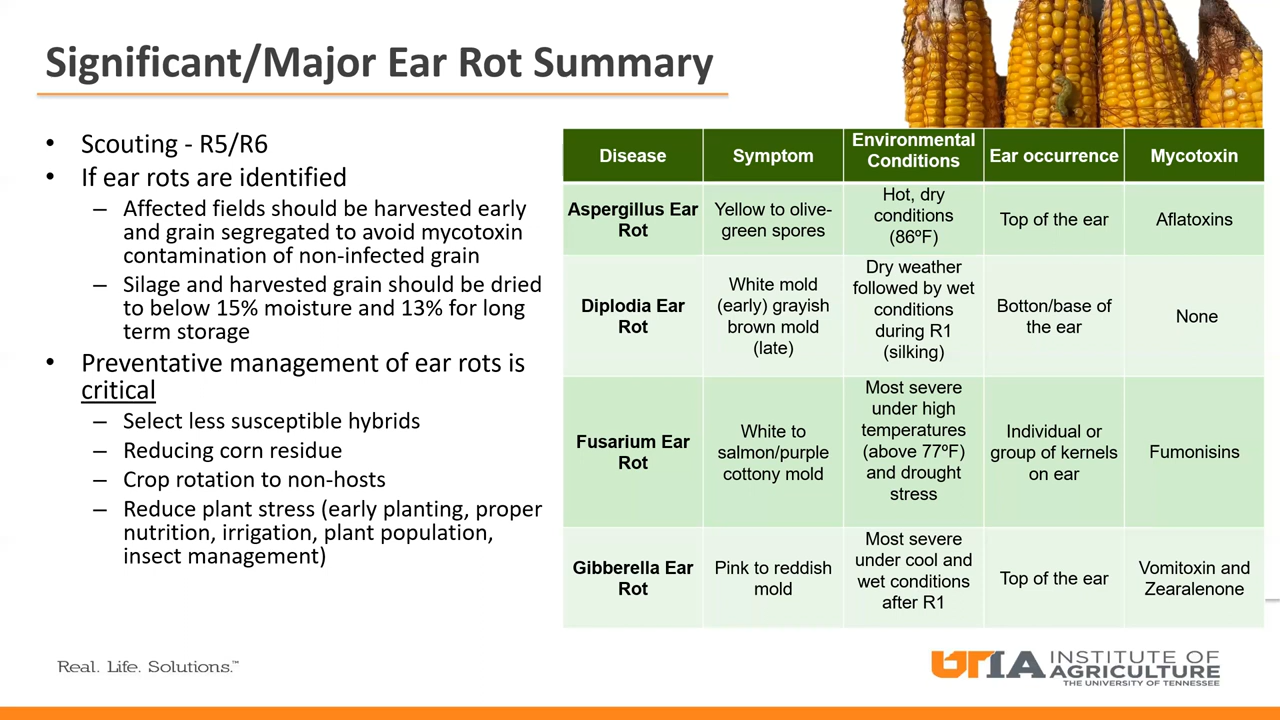 Significant/Major Ear Rot Summary
• Scouting - R5/R6
• If ear rots are identified
– Affected fields should be harvested early
and grain segregated to avoid mycotoxin
contamination of non-infected grain
– Silage and harvested grain should be dried
to below 15% moisture and 13% for long
term storage
• Preventative management of ear rots is
critical
– Select less susceptible hybrids
– Reducing corn residue
– Crop rotation to non-hosts
– Reduce plant stress (early planting, proper
nutrition, irrigation, plant population,
insect management)
Disease
Symptom
Environmental
Conditions
Ear occurrence
Mycotoxin
Aspergillus Ear
Rot
Yellow to olive-
green spores
Hot, dry
conditions
(86ºF)
Top of the ear
Aflatoxins
Diplodia Ear
Rot
White mold
(early) grayish
brown mold
(late)
Dry weather
followed by wet
conditions
during R1
(silking)
Botton/base of
the ear
None
Fusarium Ear
Rot
White to
salmon/purple
cottony mold
Most severe
under high
temperatures
(above 77ºF)
and drought
stress
Individual or
group of kernels
on ear
Fumonisins
Gibberella Ear
Rot
Pink to reddish
mold
Most severe
under cool and
wet conditions
after R1
Top of the ear
Vomitoxin and
Zearalenone
Real. Life. Solutions.™
UTIA INSTITUTE OF
AGRICULTURE
THE UNIVERSITY OF TENNESSEE